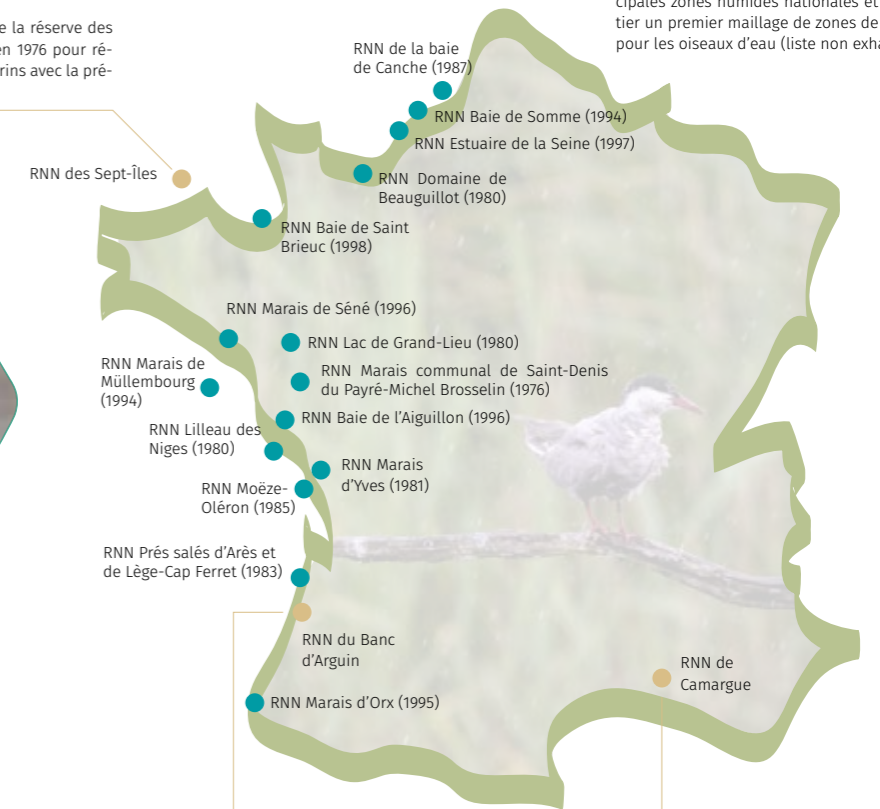 e la réserve des
en 1976 pour ré-
rins avec la pré-
cipales zones humides nationales et
tier un premier maillage de zones de
pour les oiseaux d'eau (liste non exha
RNN de la baie
de Canche (1987)
RNN Baie de Somme (1994)
RNN Estuaire de la Seine (1997)
RNN des Sept-Îles
RNN Domaine de
Beauguillot (1980)
RNN Baie de Saint
Brieuc (1998)
RNN Marais de Séné (1996)
RNN Lac de Grand-Lieu (1980)
RNN Marais de
Müllembourg
(1994)
RNN Marais communal de Saint-Denis
du Payré-Michel Brosselin (1976)
RNN Baie de l'Aiguillon (1996)
RNN Lilleau des
Niges (1980)
RNN Marais
d'Yves (1981)
RNN Moëze-
Oléron (1985)
RNN Prés salés d'Arès et
de Lège-Cap Ferret (1983)
RNN du Banc
d'Arguin
RNN de
Camargue
RNN Marais d'Orx (1995)